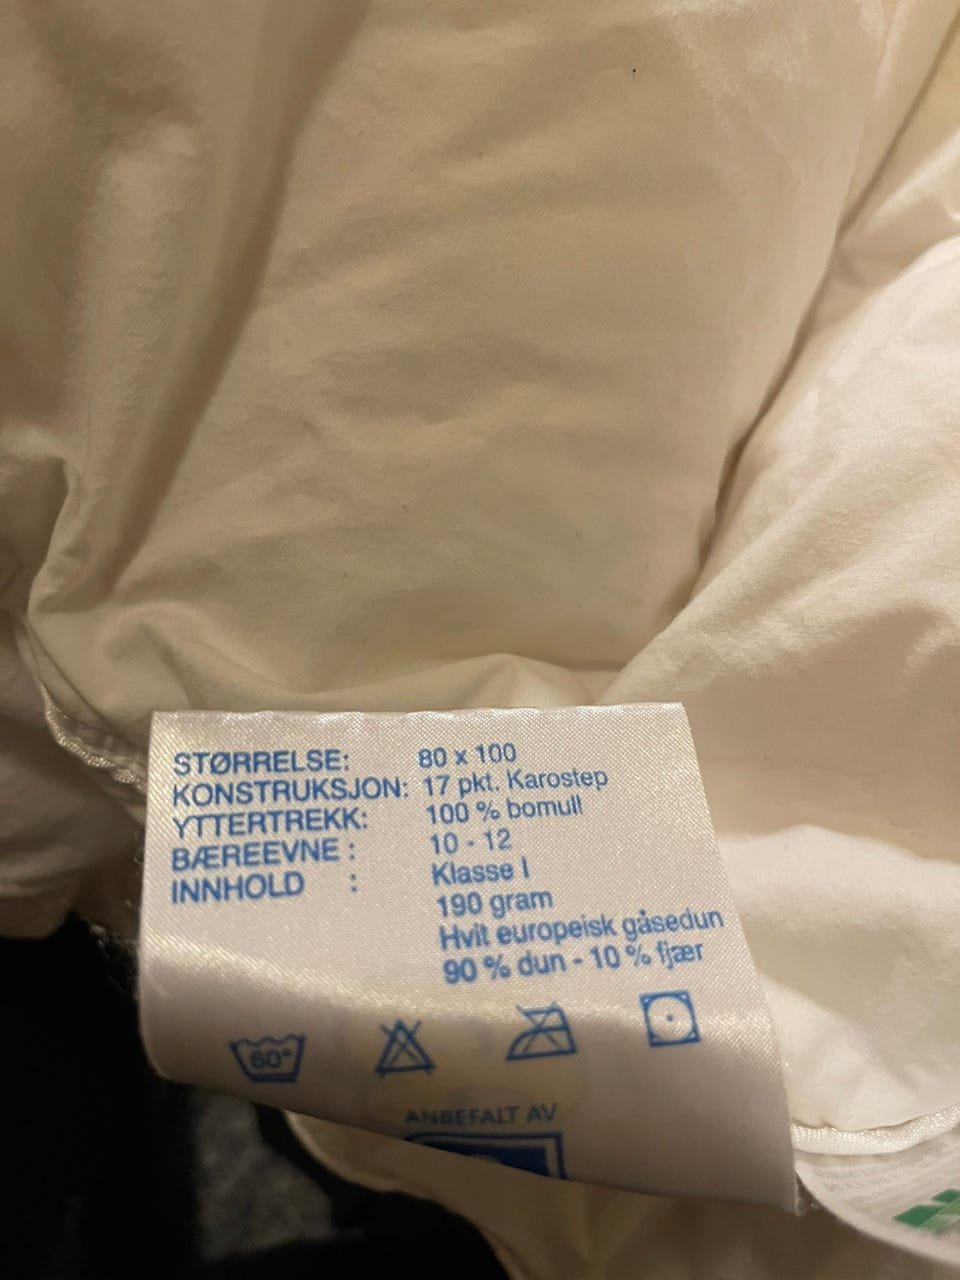 STØRRELSE: 80 x 100
KONSTRUKSJON: 17 pkt. Karostep
YTTERTREKK: 100 % bomull
BÆREEVNE : 10 - 12
INNHOLD : Klasse I
190 gram
Hvit europeisk gåsedun
90 % dun - 10 % fjær
60°
ANBEFALT AV